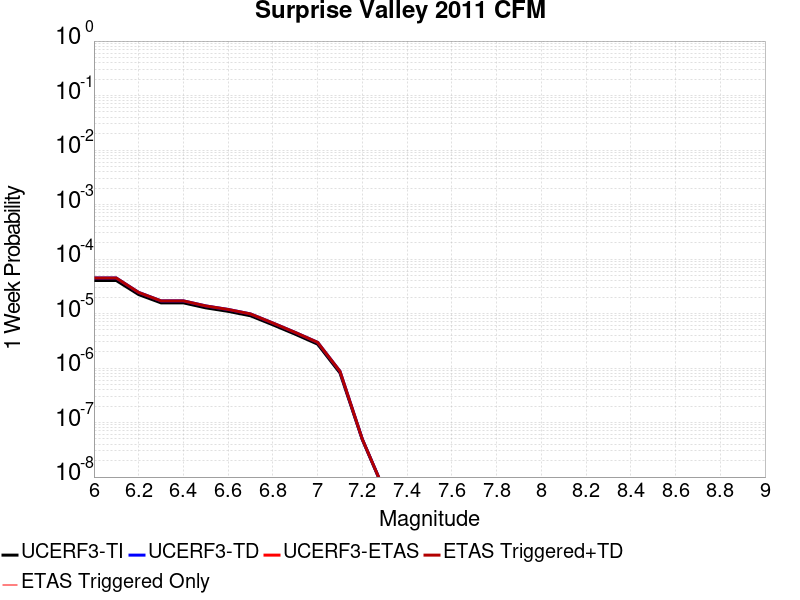 Surprise Valley 2011 CFM
1 Week Probability
10^0
10^-1
10^-2
10^-3
10^-4
10^-5
10^-6
10^-7
10^-8
6 6.2 6.4 6.6 6.8 7 7.2 7.4 7.6 7.8 8 8.2 8.4 8.6 8.8 9
Magnitude
UCERF3-TI UCERF3-TD UCERF3-ETAS ETAS Triggered+TD
ETAS Triggered Only